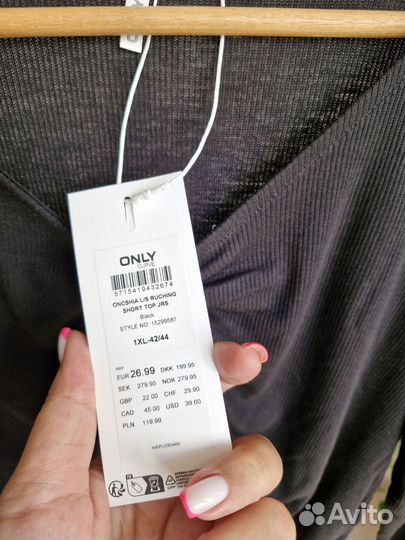 ONLY
CURVE
5715419432674
ONCSHIA L/S RUCHING
SHORT TOP JRS
Black
STYLE NO 15299587
1XL-42/44
RRP
EUR 26.99 DKK 199.95
SEK 279.95 NOK 279.95
GBP 22.00 CHF 29.90
CAD 45.00 USD 39.00
PLN 119.99
Avito